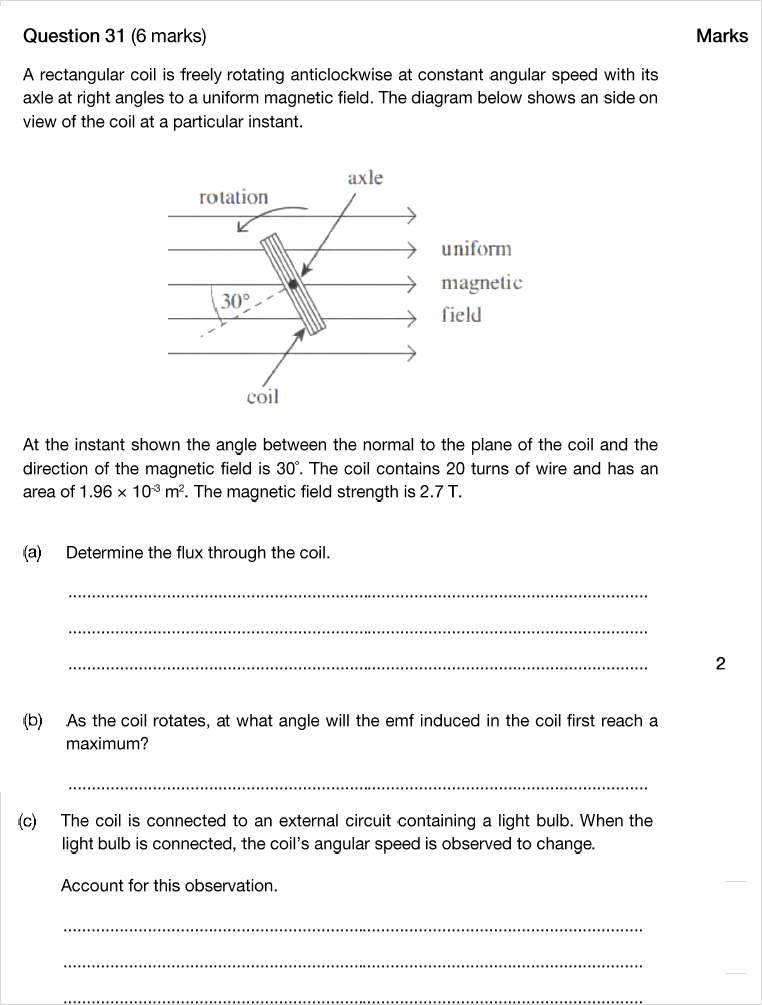 Question 31 (6 marks)
Marks
A rectangular coil is freely rotating anticlockwise at constant angular speed with its
axle at right angles to a uniform magnetic field. The diagram below shows an side on
view of the coil at a particular instant.
axle
rotation
uniform
magnetic
30°
field
coil
At the instant shown the angle between the normal to the plane of the coil and the
direction of the magnetic field is 30°. The coil contains 20 turns of wire and has an
area of 1.96 × 10⁻³ m². The magnetic field strength is 2.7 T.
(a) Determine the flux through the coil.
2
(b) As the coil rotates, at what angle will the emf induced in the coil first reach a
maximum?
(c) The coil is connected to an external circuit containing a light bulb. When the
light bulb is connected, the coil's angular speed is observed to change.
Account for this observation.